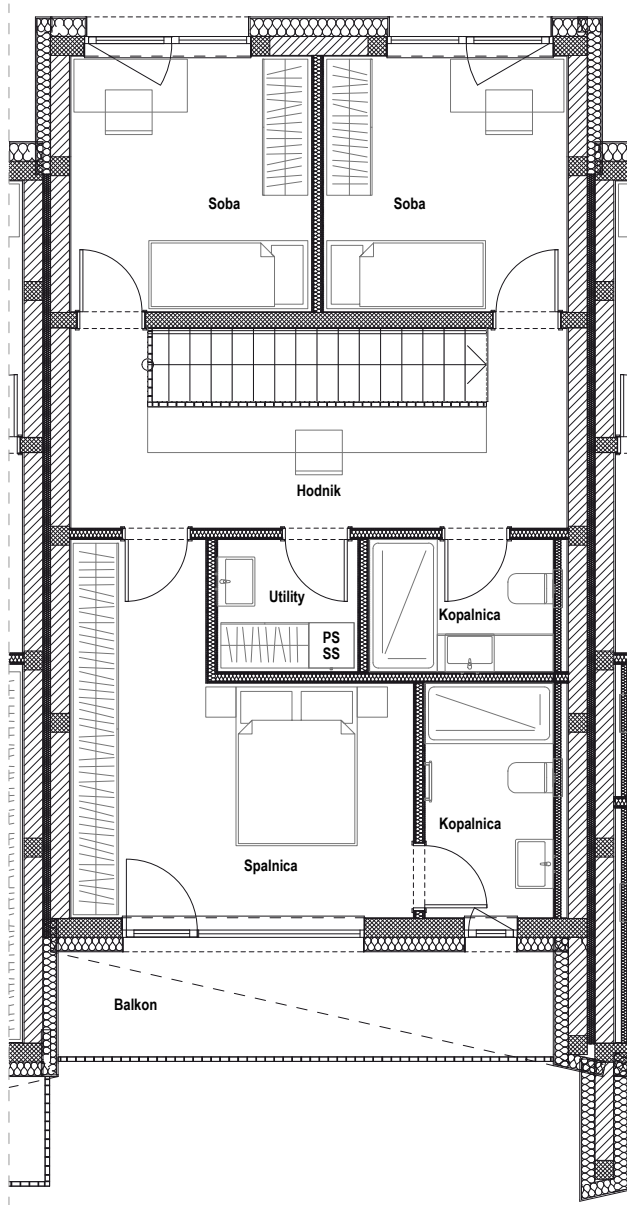 Soba
Soba
Hodnik
Utility
Kopalnica
PS
SS
Kopalnica
Spalnica
Balkon